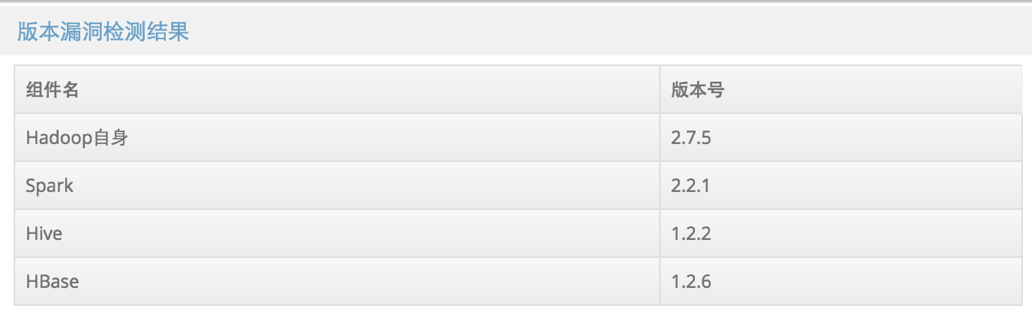 版本漏洞检测结果
组件名 版本号
Hadoop自身 2.7.5
Spark 2.2.1
Hive 1.2.2
HBase 1.2.6